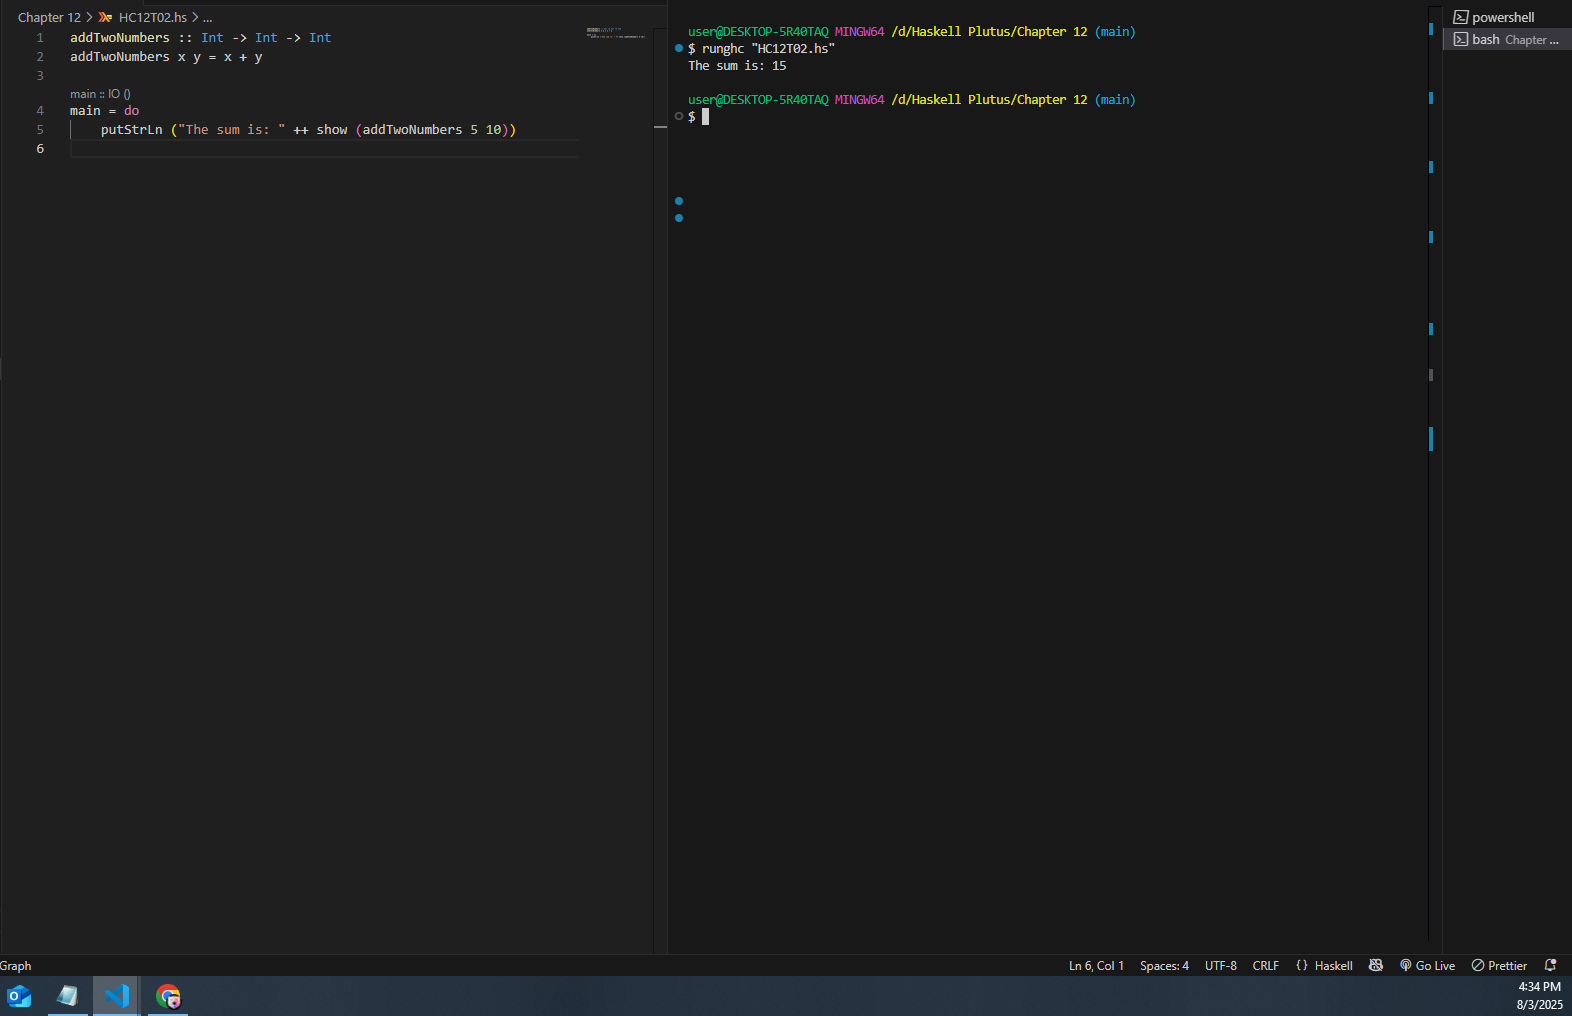 Chapter 12 > HC12T02.hs > ...
1 addTwoNumbers :: Int -> Int -> Int
2 addTwoNumbers x y = x + y
3
main :: IO ()
4 main = do
5     putStrLn ("The sum is: " ++ show (addTwoNumbers 5 10))
6
user@DESKTOP-5R40TAQ MINGW64 /d/Haskell Plutus/Chapter 12 (main)
$ runghc "HC12T02.hs"
The sum is: 15
user@DESKTOP-5R40TAQ MINGW64 /d/Haskell Plutus/Chapter 12 (main)
$
powershell
bash Chapter ...
Graph
Ln 6, Col 1 Spaces: 4 UTF-8 CRLF {} Haskell Go Live Prettier
4:34 PM
8/3/2025